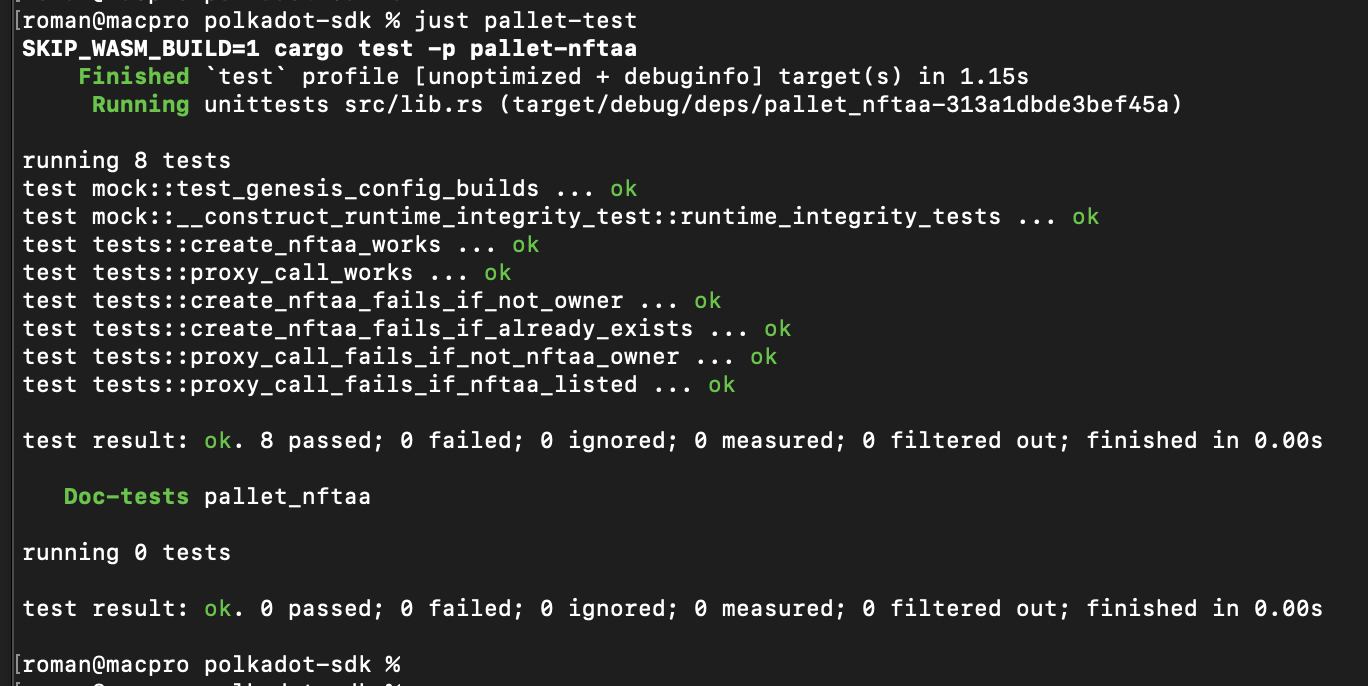 [roman@macpro polkadot-sdk % just pallet-test
SKIP_WASM_BUILD=1 cargo test -p pallet-nftaa
Finished `test` profile [unoptimized + debuginfo] target(s) in 1.15s
Running unittests src/lib.rs (target/debug/deps/pallet_nftaa-313a1dbde3bef45a)
running 8 tests
test mock::test_genesis_config_builds ... ok
test mock::__construct_runtime_integrity_test::runtime_integrity_tests ... ok
test tests::create_nftaa_works ... ok
test tests::proxy_call_works ... ok
test tests::create_nftaa_fails_if_not_owner ... ok
test tests::create_nftaa_fails_if_already_exists ... ok
test tests::proxy_call_fails_if_not_nftaa_owner ... ok
test tests::proxy_call_fails_if_nftaa_listed ... ok
test result: ok. 8 passed; 0 failed; 0 ignored; 0 measured; 0 filtered out; finished in 0.00s
Doc-tests pallet_nftaa
running 0 tests
test result: ok. 0 passed; 0 failed; 0 ignored; 0 measured; 0 filtered out; finished in 0.00s
[roman@macpro polkadot-sdk %